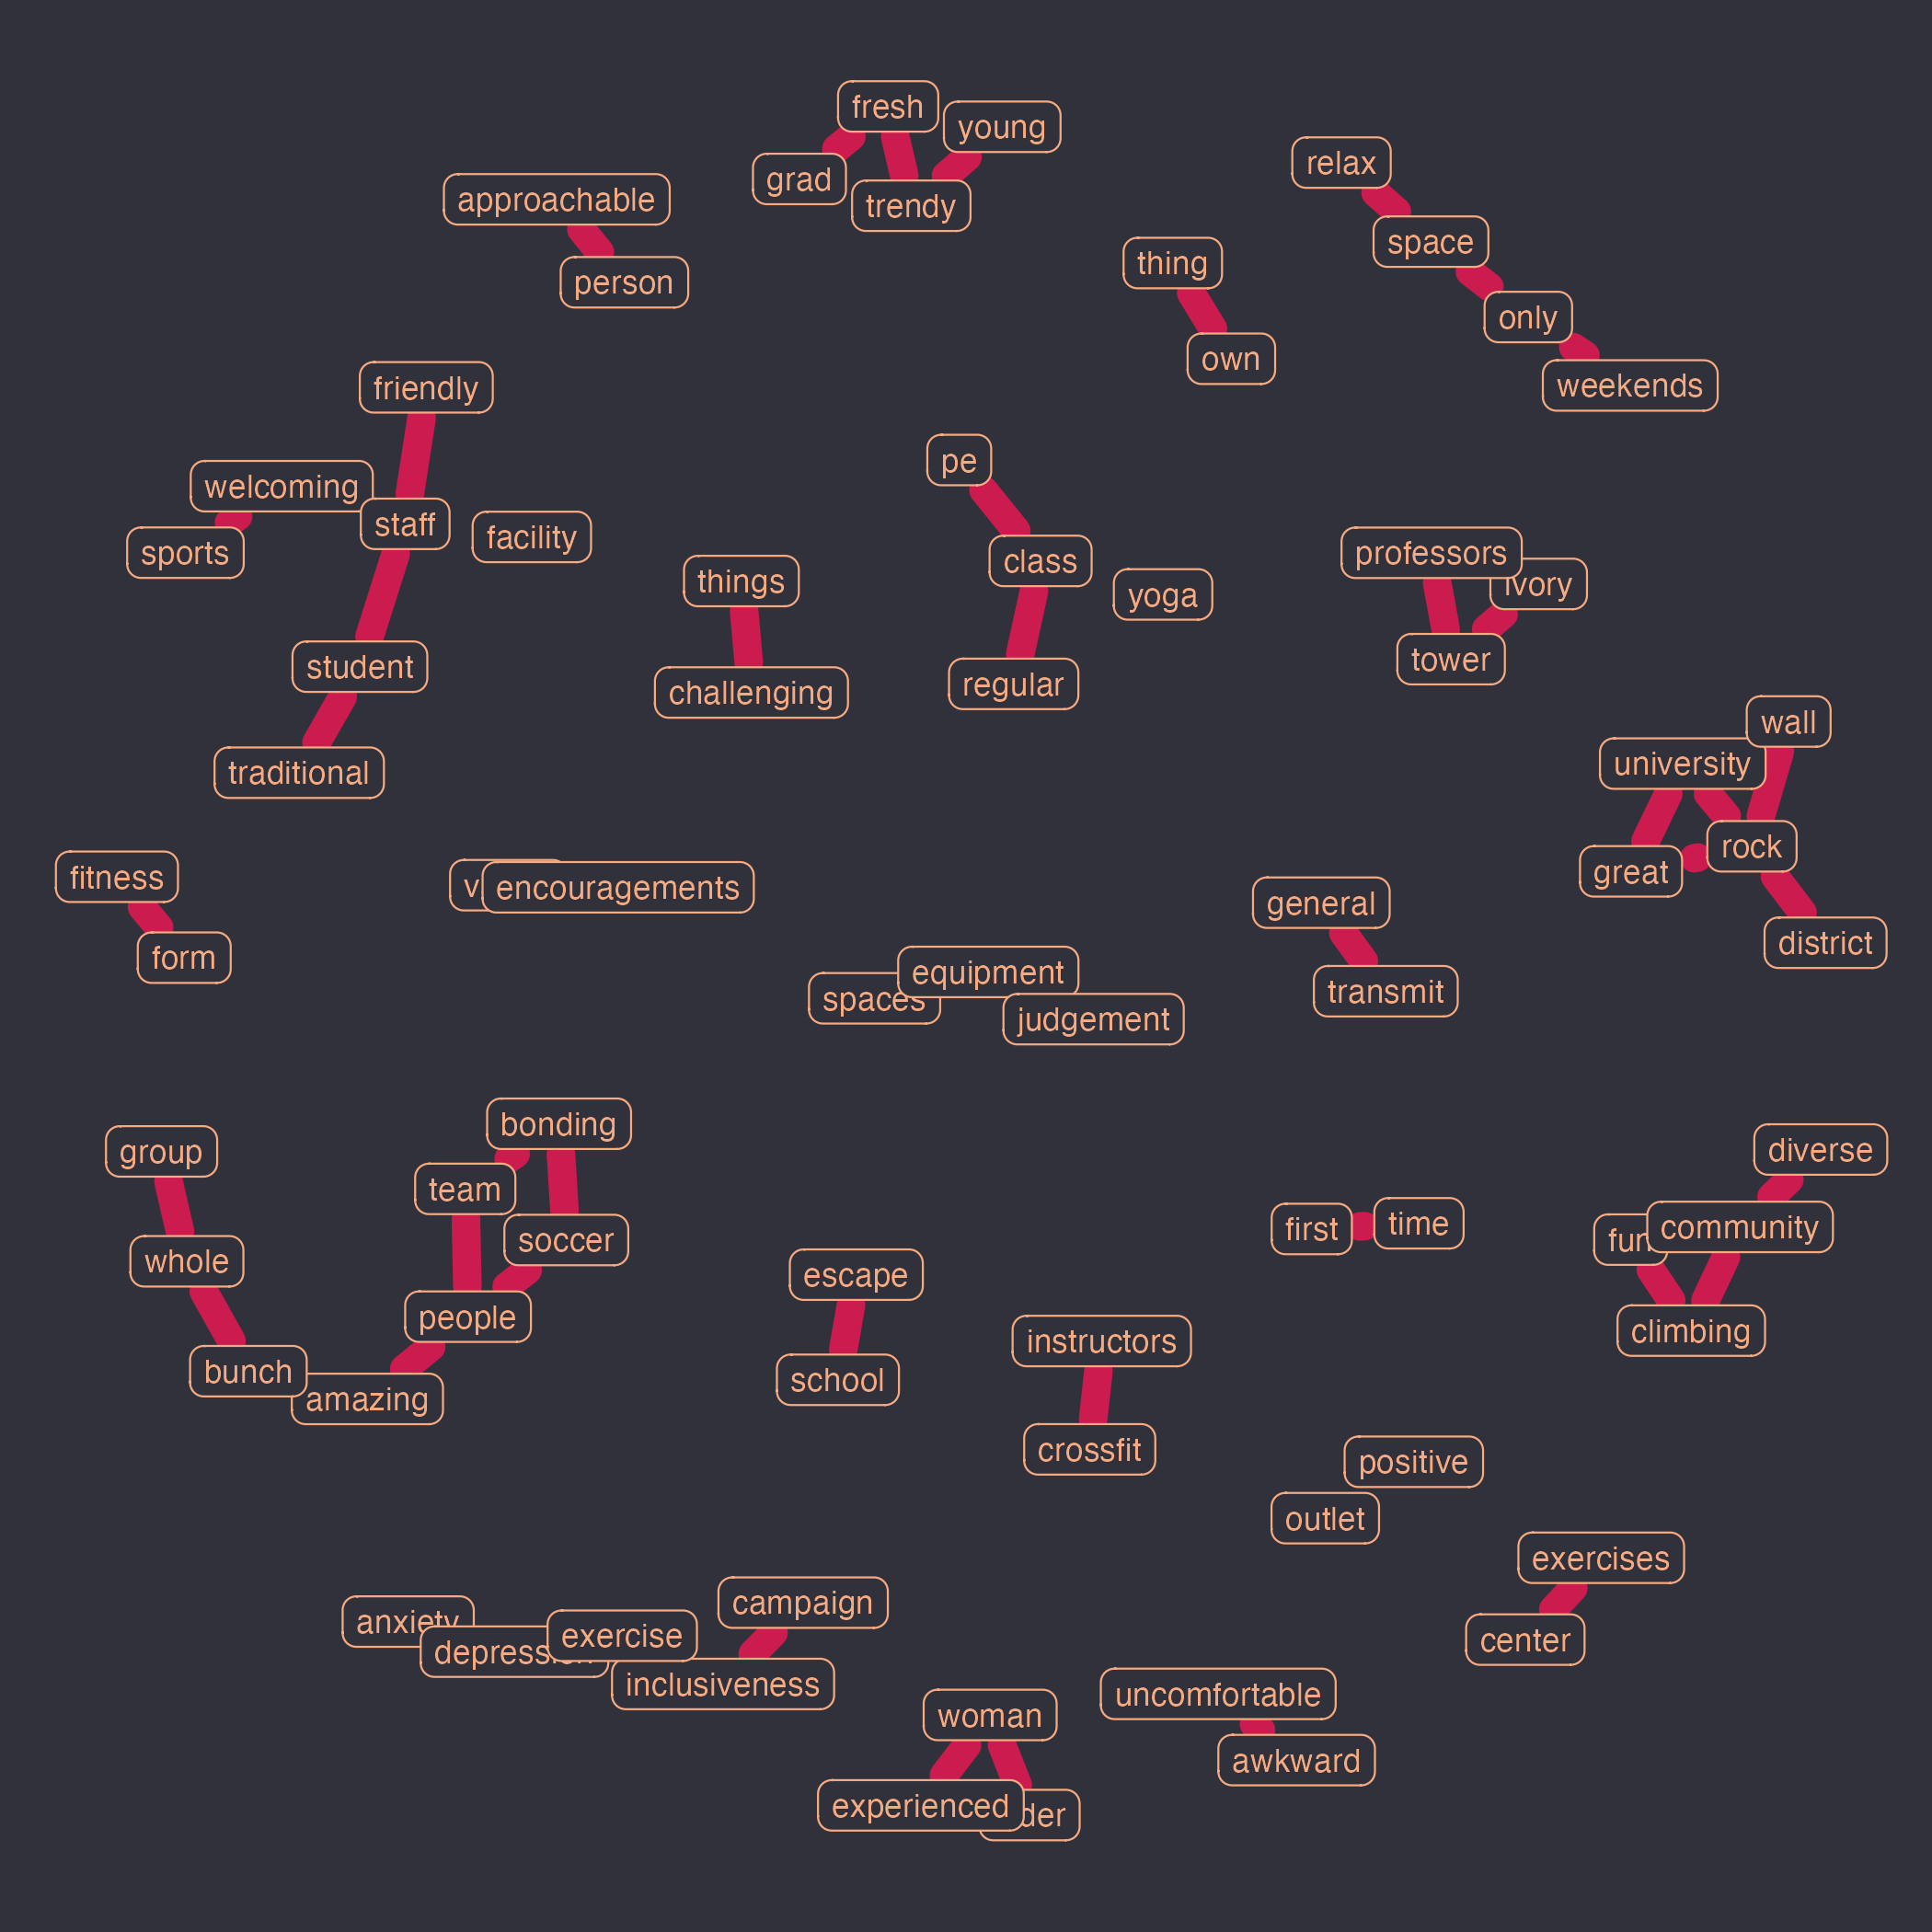 fresh
young
grad
trendy
relax
approachable
space
thing
person
only
own
weekends
friendly
pe
welcoming
staff
facility
sports
class
professors
things
yoga
ivory
tower
student
regular
challenging
wall
university
traditional
rock
great
fitness
encouragements
general
district
form
equipment
spaces
transmit
judgement
bonding
group
diverse
team
first
time
community
soccer
fun
whole
escape
people
climbing
instructors
bunch
school
amazing
crossfit
positive
outlet
exercises
campaign
anxiety
exercise
center
depression
inclusiveness
uncomfortable
woman
awkward
experienced